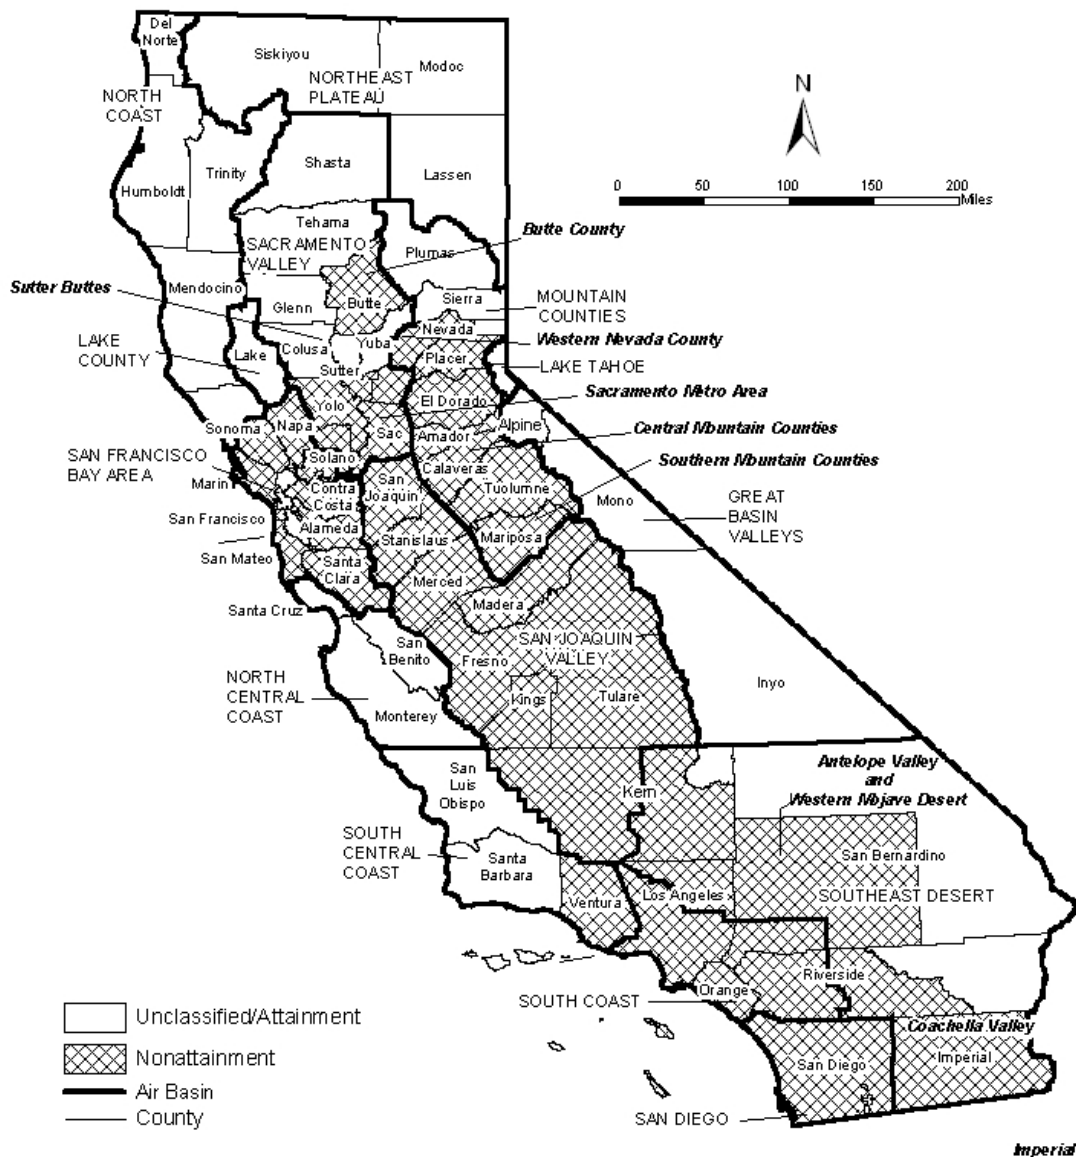 Del
Norte
Siskiyou
Modoc
NORTHEAST
PLATEAU
NORTH
COAST
N
Shasta
Trinity
Lassen
Humboldt
0 50 100 150 200
Miles
Tehama
Butte County
SACRAMENTO
VALLEY
Plumas
Sutter Buttes
Mendocino
Glenn
Butte
Sierra
MOUNTAIN
COUNTIES
Nevada
Western Nevada County
LAKE
COUNTY
Lake
Colusa
Yuba
Placer
LAKE TAHOE
Sutter
Yolo
El Dorado
Sacramento Metro Area
Sonoma
Napa
Sac
Amador
Alpine
Central Mountain Counties
SAN FRANCISCO
BAY AREA
Solano
Calaveras
Southern Mountain Counties
Marin
Contra
Costa
San
Joaquin
Tuolumne
Mono
GREAT
BASIN
VALLEYS
San Francisco
Alameda
Stanislaus
Mariposa
San Mateo
Santa
Clara
Merced
Santa Cruz
Madera
San
Benito
Fresno
SAN JOAQUIN
VALLEY
NORTH
CENTRAL
COAST
Kings
Tulare
Inyo
Monterey
San
Luis
Obispo
Kern
Antelope Valley
and
Western Mojave Desert
SOUTH
CENTRAL
COAST
Santa
Barbara
San Bernardino
Ventura
Los Angeles
SOUTHEAST DESERT
Riverside
Orange
SOUTH COAST
Unclassified/Attainment
Nonattainment
Air Basin
County
Coachella Valley
Imperial
San Diego
SAN DIEGO
Imperial